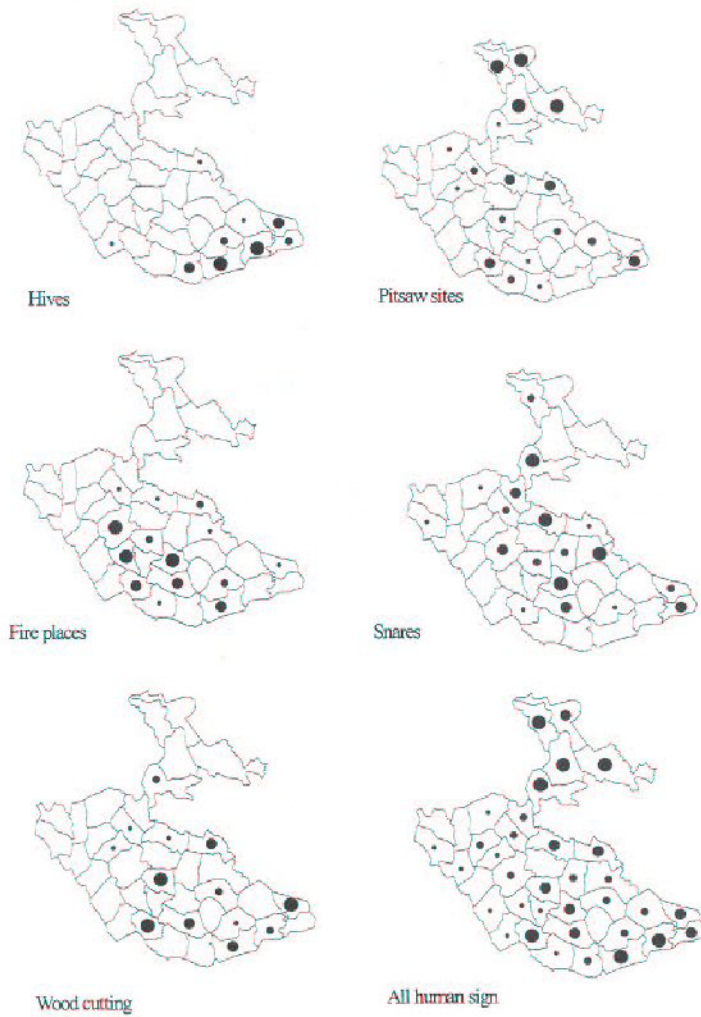 Hives
Pitsaw sites
Fire places
Snares
Wood cutting
All human sign